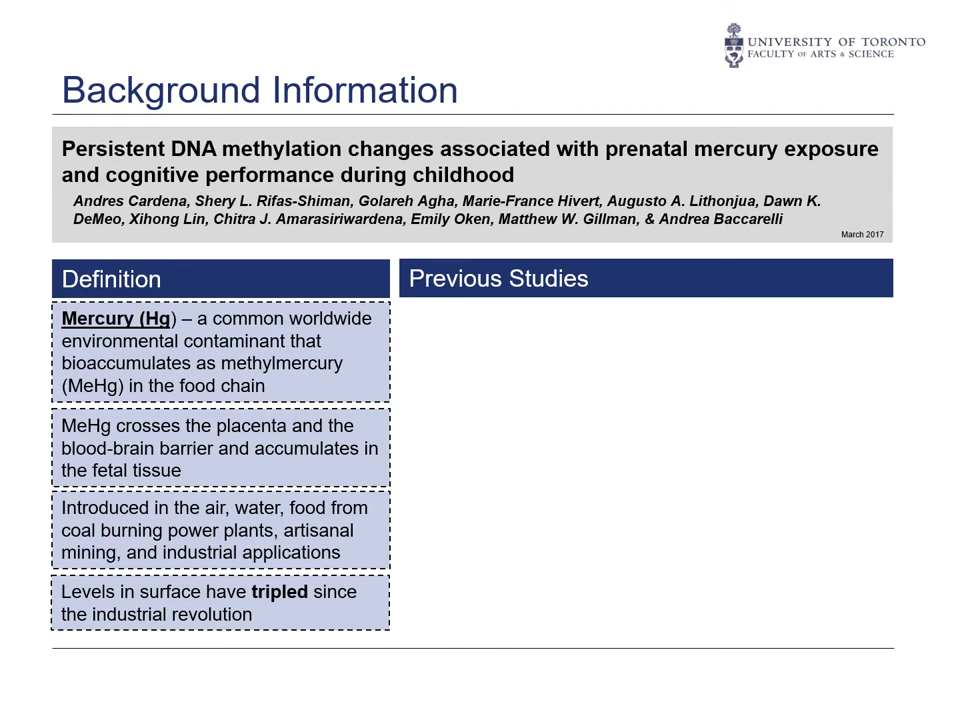 UNIVERSITY OF TORONTO
FACULTY OF ARTS & SCIENCE
Background Information
Persistent DNA methylation changes associated with prenatal mercury exposure
and cognitive performance during childhood
Andres Cardena, Shery L. Rifas-Shiman, Golareh Agha, Marie-France Hivert, Augusto A. Lithonjua, Dawn K.
DeMeo, Xihong Lin, Chitra J. Amarasiriwardena, Emily Oken, Matthew W. Gillman, & Andrea Baccarelli
March 2017
Definition
Mercury (Hg) – a common worldwide
environmental contaminant that
bioaccumulates as methylmercury
(MeHg) in the food chain
MeHg crosses the placenta and the
blood-brain barrier and accumulates in
the fetal tissue
Introduced in the air, water, food from
coal burning power plants, artisanal
mining, and industrial applications
Levels in surface have tripled since
the industrial revolution
Previous Studies